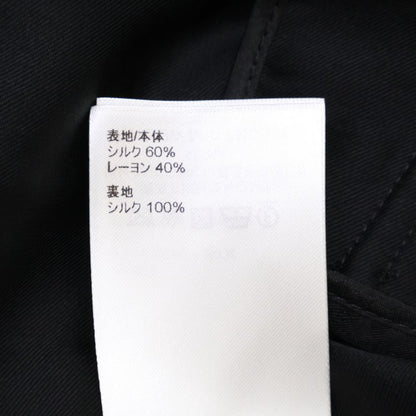 表地/本体
シルク 60%
レーヨン 40%
裏地
シルク 100%